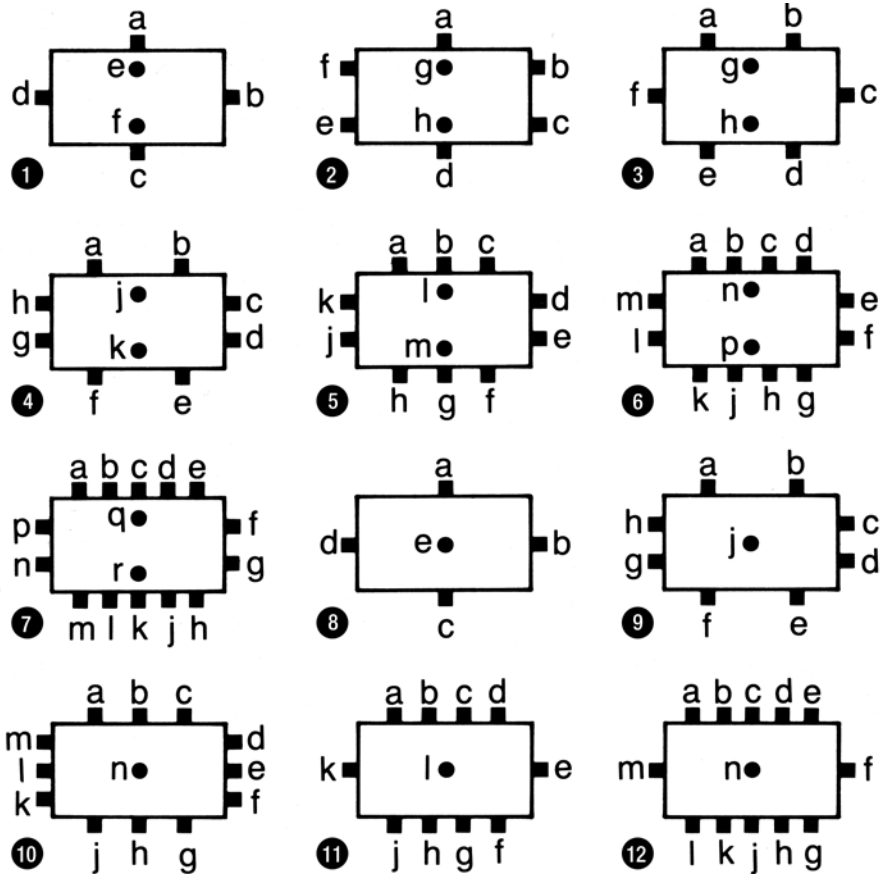 a
d e b
f
c
1
a
f g b
e h c
d
2
a b
f g c
h
e d
3
a b
h j c
g k d
f e
4
a b c
k l d
j m e
h g f
5
a b c d
m n e
l p f
k j h g
6
a b c d e
p q f
n r g
m l k j h
7
a
d e b
c
8
a b
h c
j
g d
f e
9
a b c
m d
l n e
k f
j h g
10
a b c d
k l e
j h g f
11
a b c d e
m n f
l k j h g
12